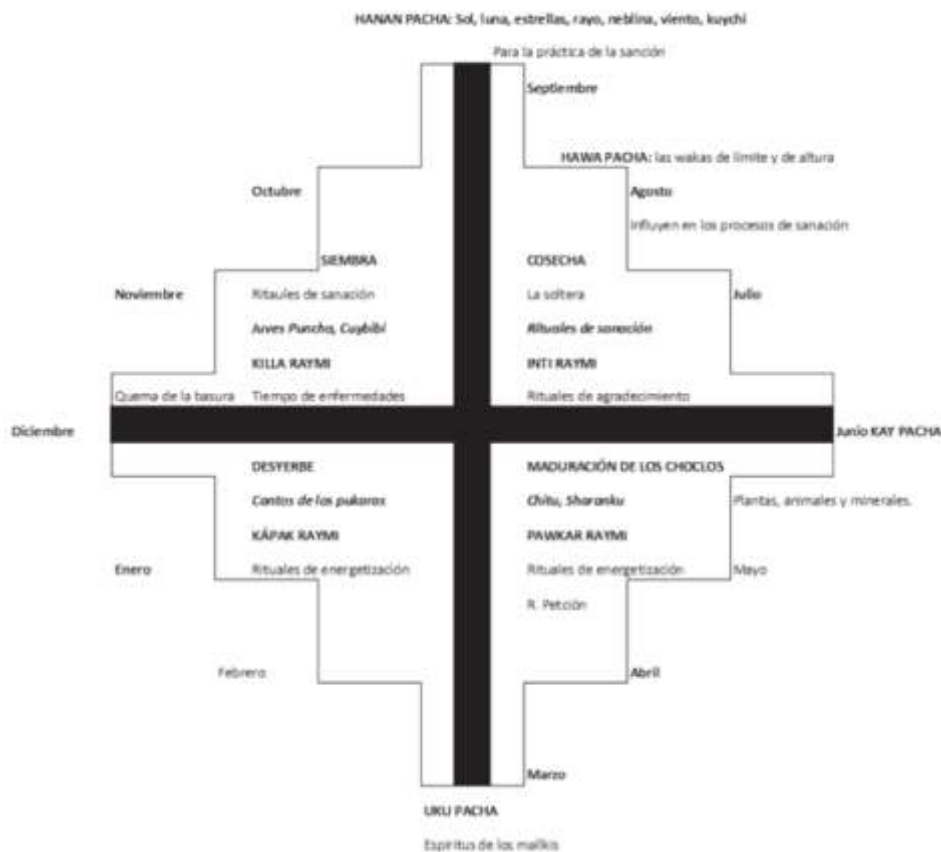 HANAN PACHA: Sol, luna, estrellas, rayo, neblina, viento, kuychi
Para la práctica de la sanción
Septiembre
HAWA PACHA: las wakas de límite y de altura
Octubre
Agosto
Influyen en los procesos de sanación
SIEMBRA
COSECHA
Noviembre
Ritaules de sanación
La soltera
Julio
Juves Puncha, Cuybibi
Rituales de sanación
KILLA RAYMI
INTI RAYMI
Quema de la basura
Tiempo de enfermedades
Rituales de agradecimiento
Diciembre
Junio KAY PACHA
DESYERBE
MADURACIÓN DE LOS CHOCLOS
Cantos de los pukaras
Chitu, Sharanku
Plantas, animales y minerales.
KÁPAK RAYMI
PAWKAR RAYMI
Enero
Rituales de energetización
Rituales de energetización
Mayo
R. Petción
Febrero
Abril
Marzo
UKU PACHA
Espíritus de los mallkis